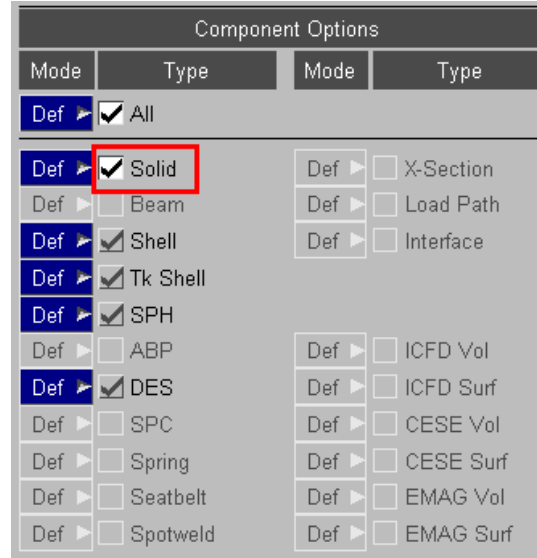 Component Options
Mode Type Mode Type
Def All
Def Solid Def X-Section
Def Beam Def Load Path
Def Shell Def Interface
Def Tk Shell
Def SPH
Def ABP Def ICFD Vol
Def DES Def ICFD Surf
Def SPC Def CESE Vol
Def Spring Def CESE Surf
Def Seatbelt Def EMAG Vol
Def Spotweld Def EMAG Surf